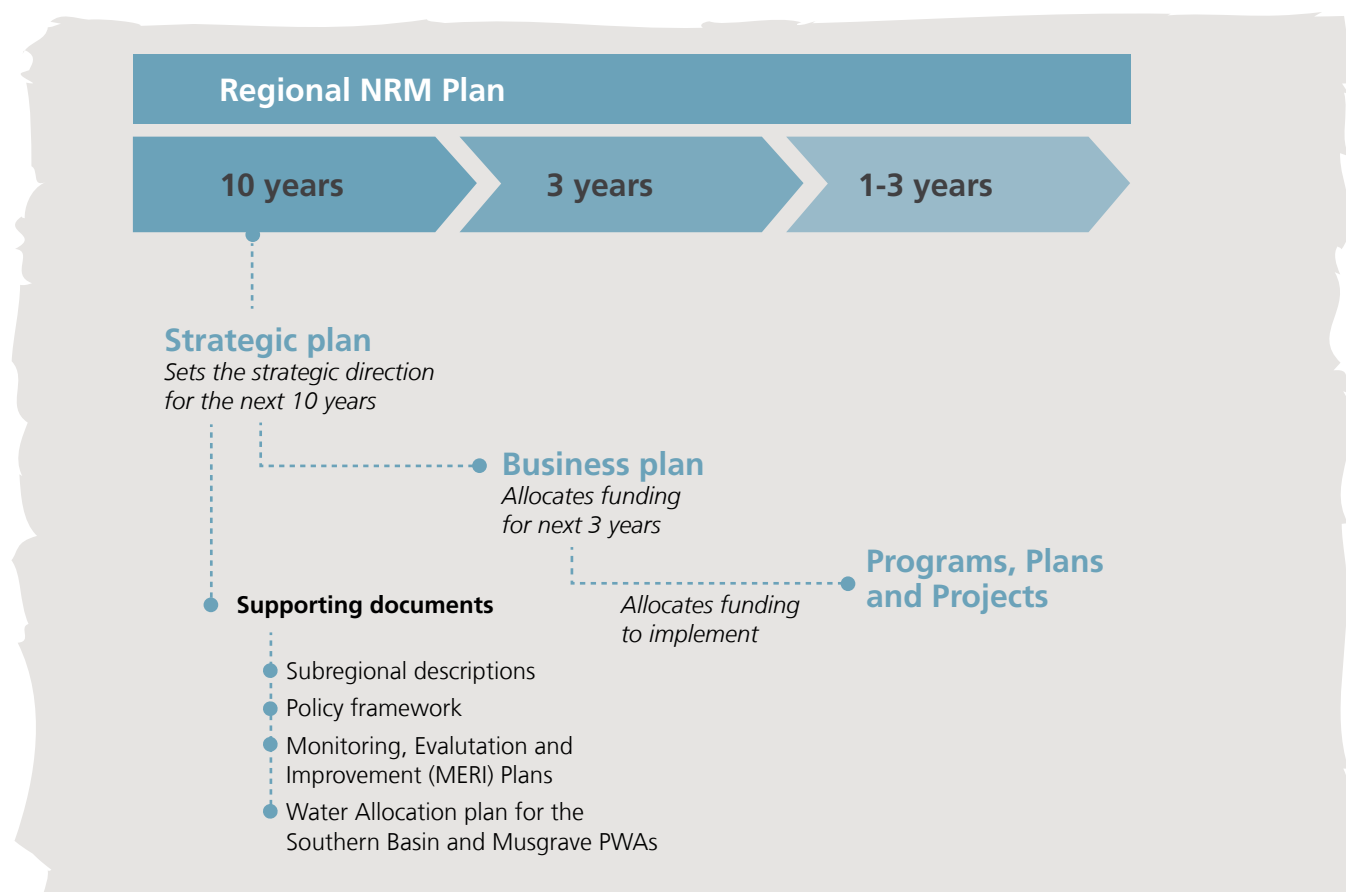 Regional NRM Plan
10 years
3 years
1-3 years
Strategic plan
Sets the strategic direction
for the next 10 years
Business plan
Allocates funding
for next 3 years
Programs, Plans
and Projects
Allocates funding
to implement
Supporting documents
Subregional descriptions
Policy framework
Monitoring, Evalutation and
Improvement (MERI) Plans
Water Allocation plan for the
Southern Basin and Musgrave PWAs